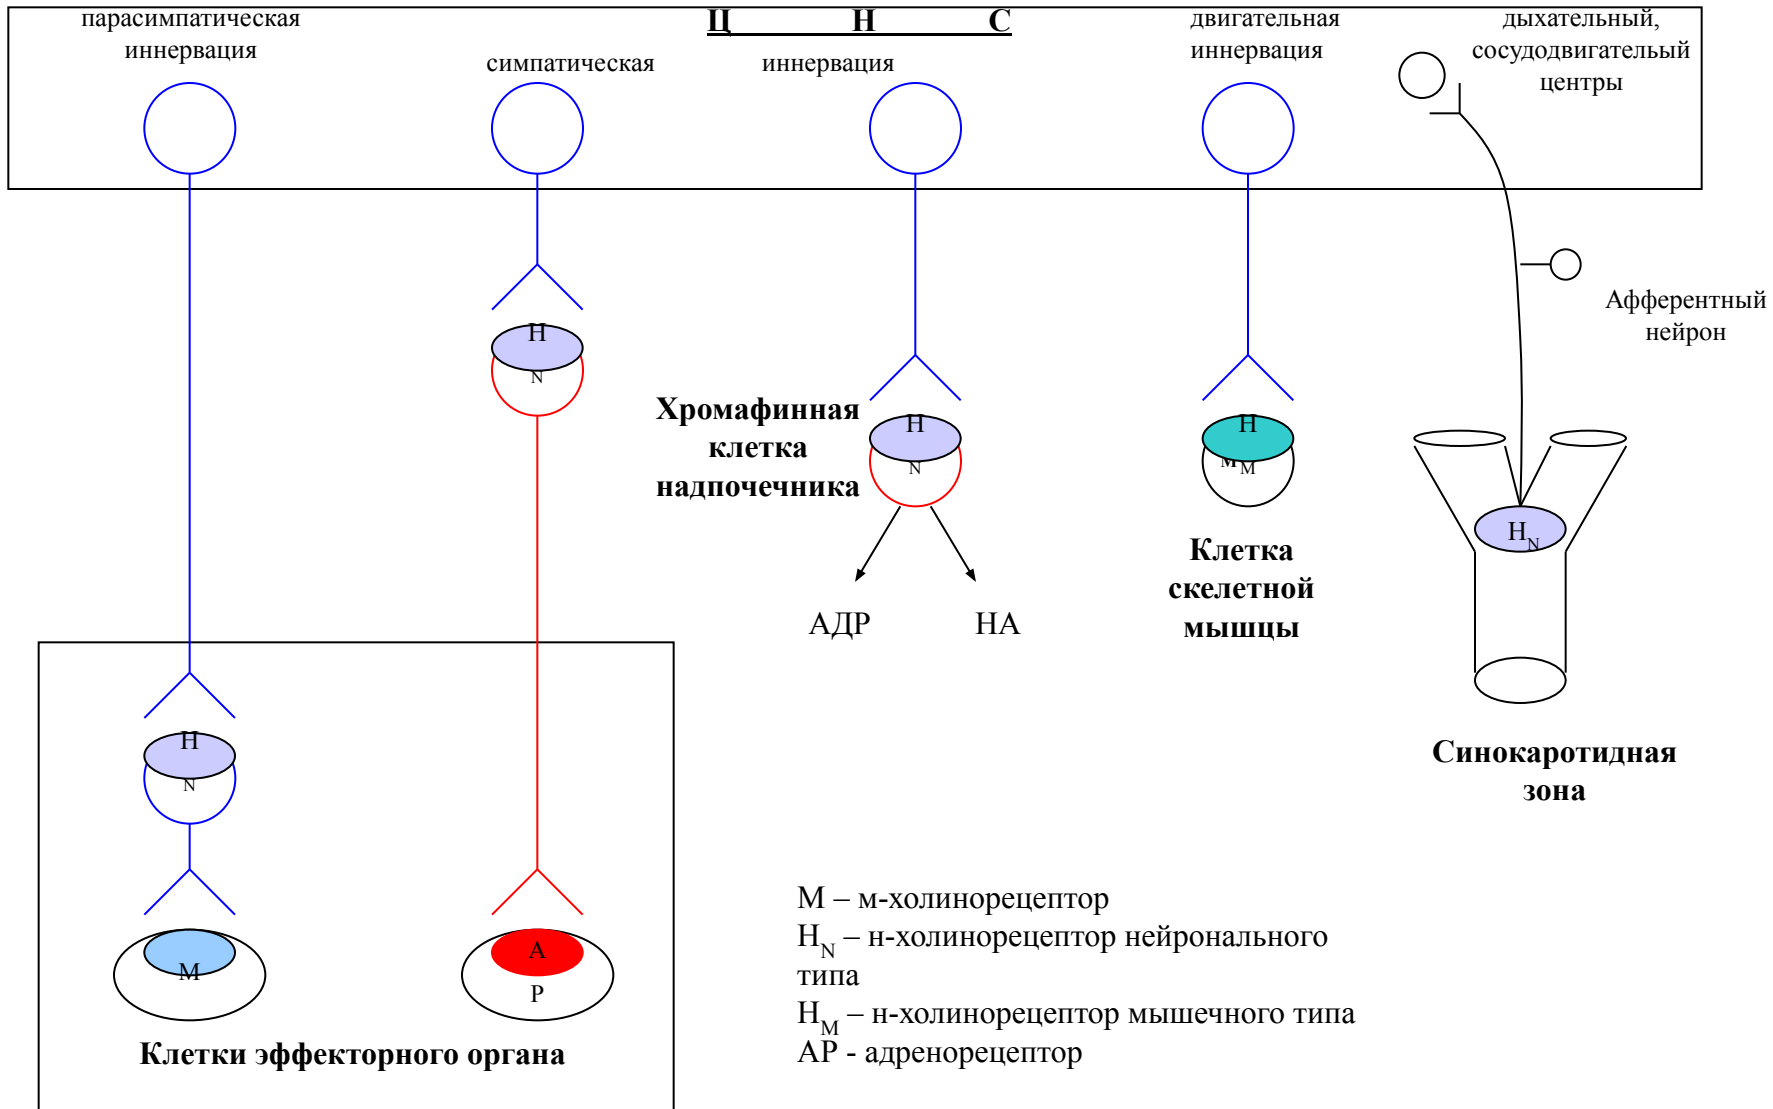 парасимпатическая
иннервация
симпатическая
Ц Н С
иннервация
двигательная
иннервация
дыхательный,
сосудодвигательый
центры
Афферентный
нейрон
Н
N
Хромафинная
клетка
надпочечника
Н
N
АДР НА
Н
М М
Клетка
скелетной
мышцы
Н N
Синокаротидная
зона
Н
N
М
А
Р
Клетки эффекторного органа
М – м-холинорецептор
Н N – н-холинорецептор нейронального
типа
Н М – н-холинорецептор мышечного типа
АР - адренорецептор